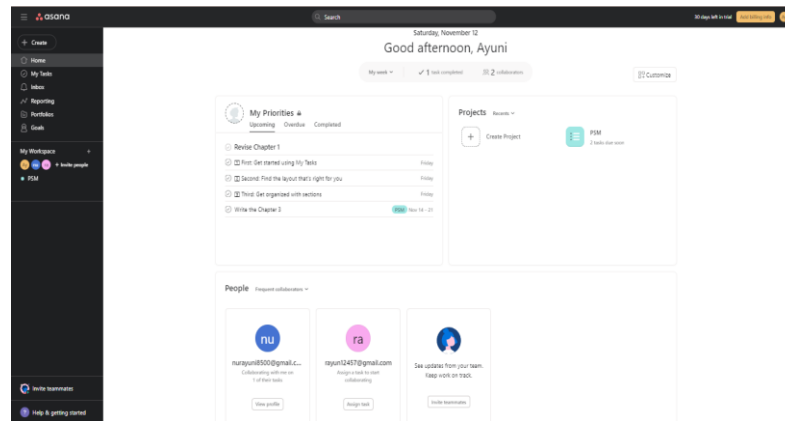 asana
Search
30 days left in trial
Add billing info
Create
Home
My Tasks
Inbox
Reporting
Portfolios
Goals
My Workspace
Invite people
PSM
Invite teammates
Help & getting started
Saturday, November 12
Good afternoon, Ayuni
My week
1 task completed
2 collaborators
Customize
My Priorities
Upcoming Overdue Completed
Revise Chapter 1
First: Get started using My Tasks Friday
Second: Find the layout that's right for you Friday
Third: Get organized with sections Friday
Write the Chapter 2 PSM Nov 14 – 21
Projects Recents
Create Project
PSM
2 tasks due soon
People Frequent collaborators
nu
nurayuni8500@gmail.c...
Collaborating with me on
1 of their tasks
View profile
ra
rayun12457@gmail.com
Assign a task to start
collaborating
Assign task
See updates from your team.
Keep work on track.
Invite teammates